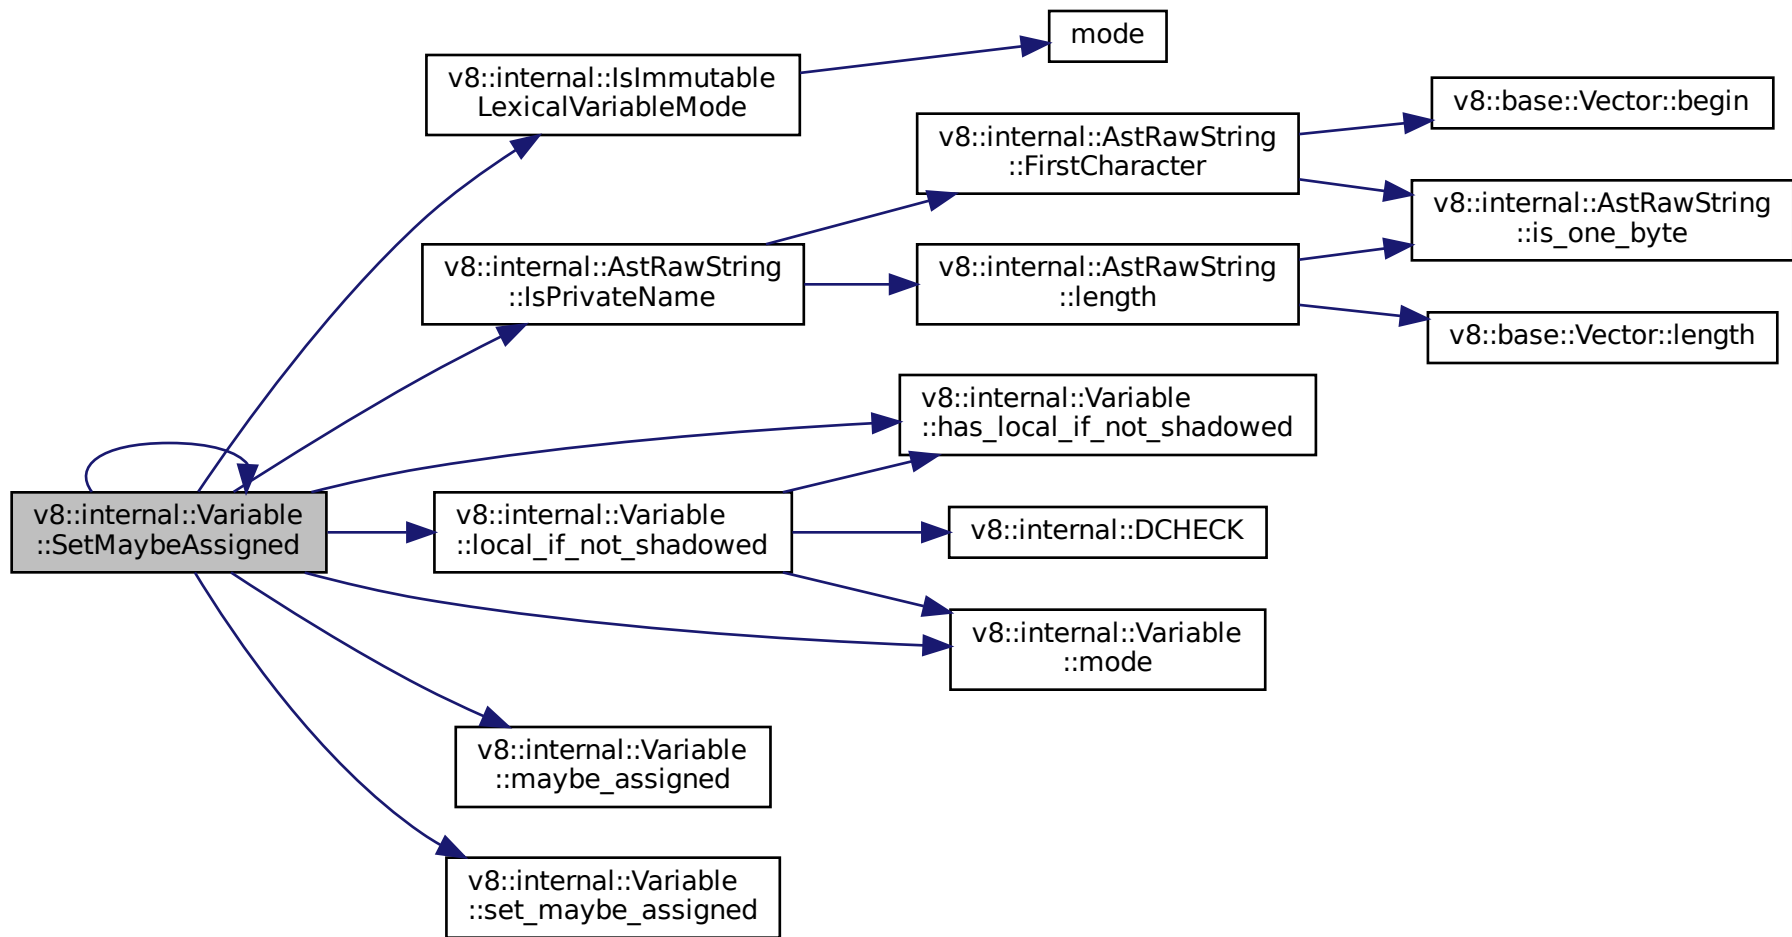 mode
v8::internal::IsImmutable
LexicalVariableMode
v8::base::Vector::begin
v8::internal::AstRawString
::FirstCharacter
v8::internal::AstRawString
::is_one_byte
v8::internal::AstRawString
::IsPrivateName
v8::internal::AstRawString
::length
v8::base::Vector::length
v8::internal::Variable
::has_local_if_not_shadowed
v8::internal::Variable
::SetMaybeAssigned
v8::internal::Variable
::local_if_not_shadowed
v8::internal::DCHECK
v8::internal::Variable
::mode
v8::internal::Variable
::maybe_assigned
v8::internal::Variable
::set_maybe_assigned